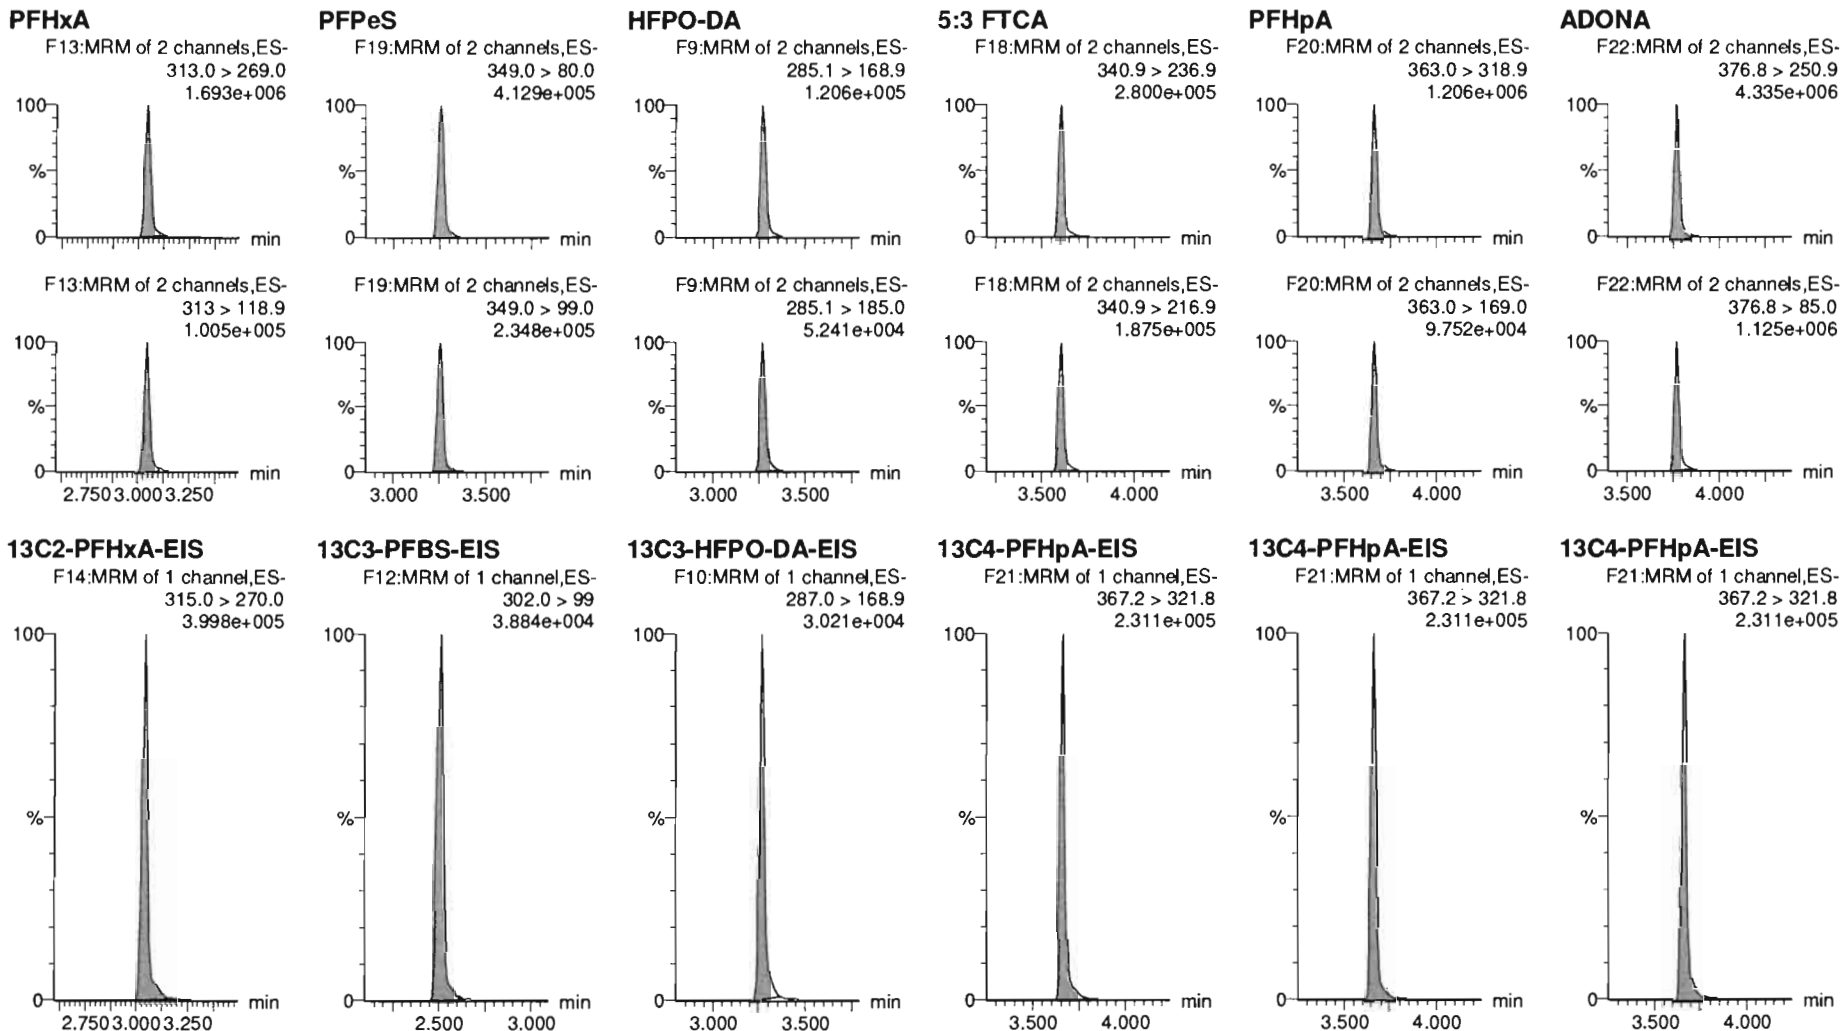 PFHxA
F13:MRM of 2 channels,ES-
313.0 > 269.0
1.693e+006
100
%
0
min
F13:MRM of 2 channels,ES-
313 > 118.9
1.005e+005
100
%
0
min
2.750 3.000 3.250
13C2-PFHxA-EIS
F14:MRM of 1 channel,ES-
315.0 > 270.0
3.998e+005
100
%
0
min
2.750 3.000 3.250
PFPeS
F19:MRM of 2 channels,ES-
349.0 > 80.0
4.129e+005
100
%
0
min
F19:MRM of 2 channels,ES-
349.0 > 99.0
2.348e+005
100
%
0
min
3.000 3.500
13C3-PFBS-EIS
F12:MRM of 1 channel,ES-
302.0 > 99
3.884e+004
100
%
0
min
2.500 3.000
HFPO-DA
F9:MRM of 2 channels,ES-
285.1 > 168.9
1.206e+005
100
%
0
min
F9:MRM of 2 channels,ES-
285.1 > 185.0
5.241e+004
100
%
0
min
3.000 3.500
13C3-HFPO-DA-EIS
F10:MRM of 1 channel,ES-
287.0 > 168.9
3.021e+004
100
%
0
min
3.000 3.500
5:3 FTCA
F18:MRM of 2 channels,ES-
340.9 > 236.9
2.800e+005
100
%
0
min
F18:MRM of 2 channels,ES-
340.9 > 216.9
1.875e+005
100
%
0
min
3.500 4.000
13C4-PFHpA-EIS
F21:MRM of 1 channel,ES-
367.2 > 321.8
2.311e+005
100
%
0
min
3.500 4.000
PFHpA
F20:MRM of 2 channels,ES-
363.0 > 318.9
1.206e+006
100
%
0
min
F20:MRM of 2 channels,ES-
363.0 > 169.0
9.752e+004
100
%
0
min
3.500 4.000
13C4-PFHpA-EIS
F21:MRM of 1 channel,ES-
367.2 > 321.8
2.311e+005
100
%
0
min
3.500 4.000
ADONA
F22:MRM of 2 channels,ES-
376.8 > 250.9
4.335e+006
100
%
0
min
F22:MRM of 2 channels,ES-
376.8 > 85.0
1.125e+006
100
%
0
min
3.500 4.000
13C4-PFHpA-EIS
F21:MRM of 1 channel,ES-
367.2 > 321.8
2.311e+005
100
%
0
min
3.500 4.000